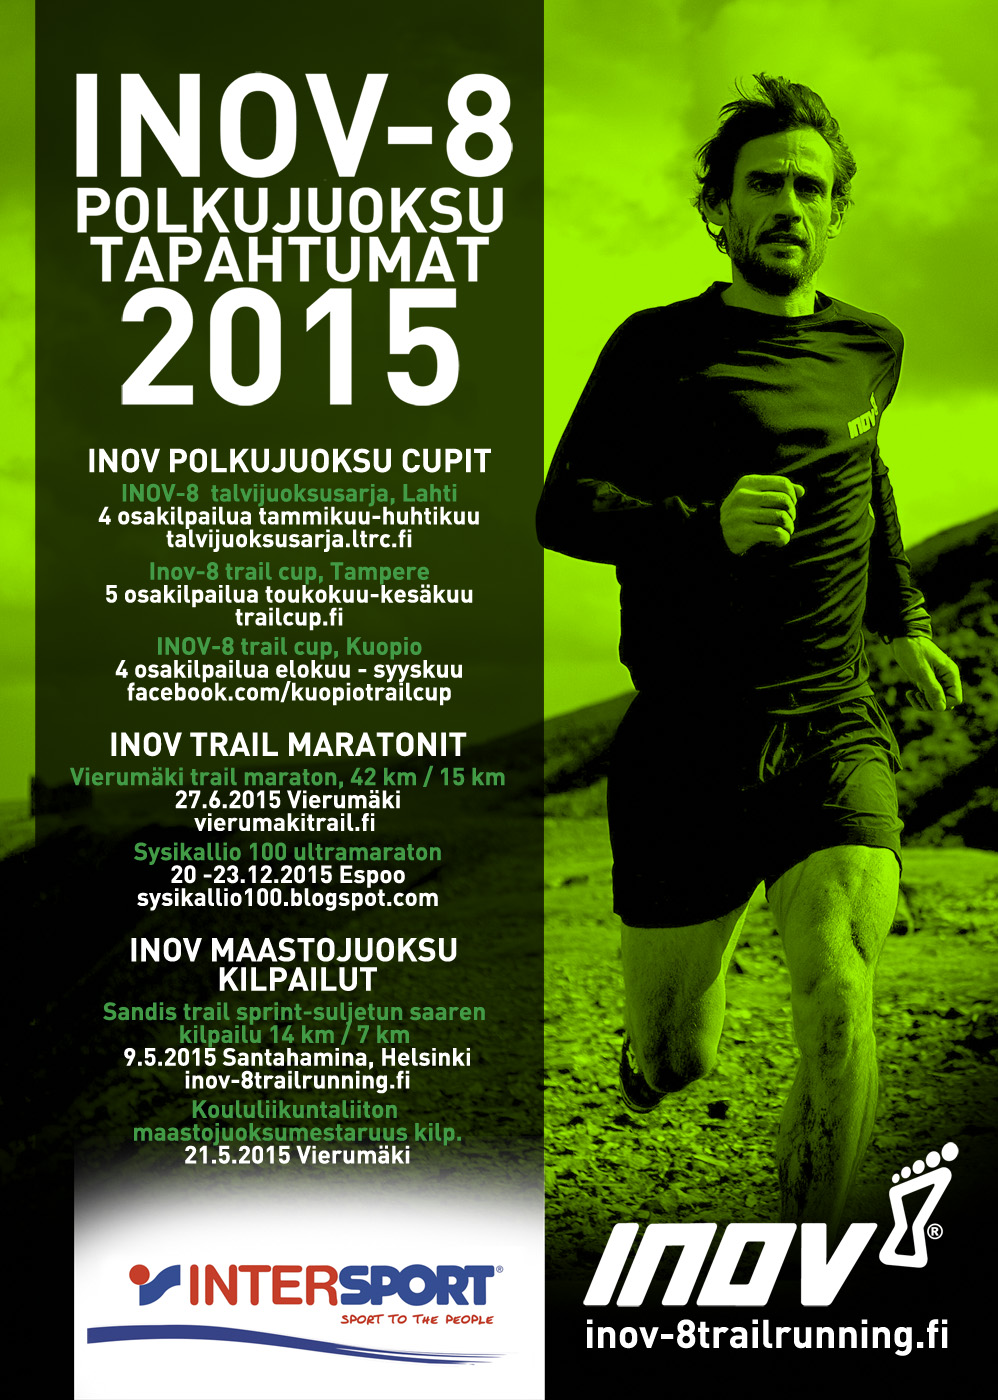 INOV-8
POLKUJUOKSU
TAPAHTUMAT
2015
INOV POLKUJUOKSU CUPIT
INOV-8 talvijuoksusarja, Lahti
4 osakilpailua tammikuu-huhtikuu
talvijuoksusarja.ltrc.fi
Inov-8 trail cup, Tampere
5 osakilpailua toukokuu-kesäkuu
trailcup.fi
INOV-8 trail cup, Kuopio
4 osakilpailua elokuu - syyskuu
facebook.com/kuopiotrailcup
INOV TRAIL MARATONIT
Vierumäki trail maraton, 42 km / 15 km
27.6.2015 Vierumäki
vierumakitrail.fi
Sysikallio 100 ultramaraton
20 -23.12.2015 Espoo
sysikallio100.blogspot.com
INOV MAASTOJUOKSU
KILPAILUT
Sandis trail sprint-suljetun saaren
kilpailu 14 km / 7 km
9.5.2015 Santahamina, Helsinki
inov-8trailrunning.fi
Koululiikuntaliiton
maastojuoksumestaruus kilp.
21.5.2015 Vierumäki
INTERSPORT®
SPORT TO THE PEOPLE
INOV
INOV ®
inov-8trailrunning.fi